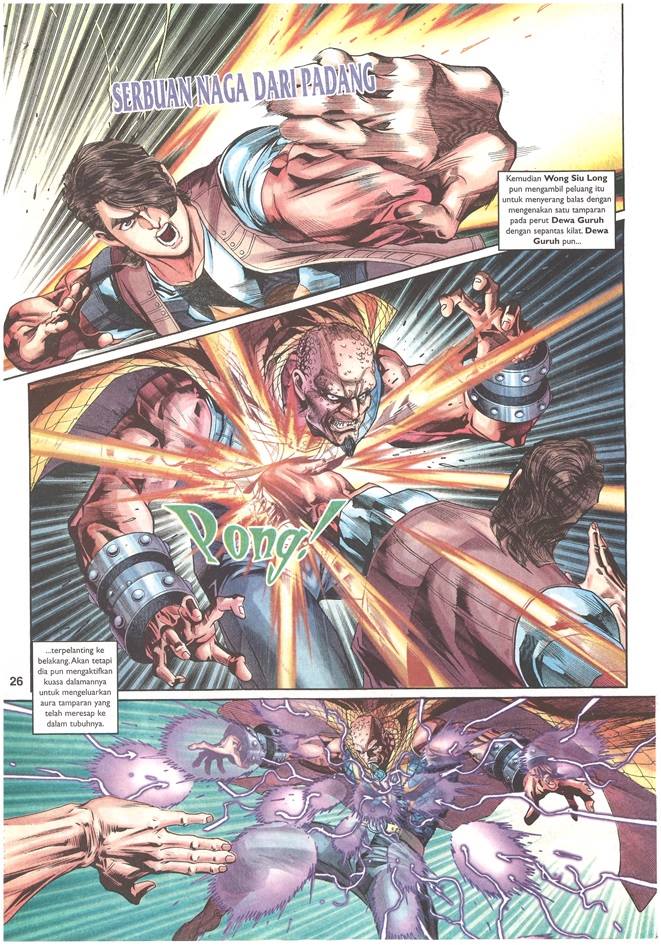 SERBUAN NAGA DARI PADANG
Kemudian Wong Siu Long
pun mengambil peluang itu
untuk menyerang balas dengan
mengenakan satu tamparan
pada perut Dewa Guruh
dengan sepantas kilat. Dewa
Guruh pun...
Pong!
...terpelanting ke
belakang. Akan tetapi
dia pun mengaktifkan
kuasa dalamannya
untuk mengeluarkan
aura tamparan yang
telah meresap ke
dalam tubuhnya.
26